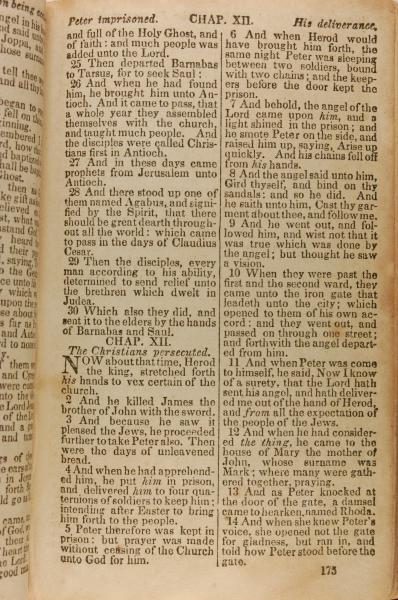 Peter imprisoned. CHAP. XII. His deliverance.
and full of the Holy Ghost, and
of faith: and much people was
added unto the Lord.
25 Then departed Barnabas
to Tarsus, for to seek Saul:
26 And when he had found
him, he brought him unto An-
tioch. And it came to pass, that
a whole year they assembled
themselves with the church,
and taught much people. And
the disciples were called Chris-
tians first in Antioch.
27 And in these days came
prophets from Jerusalem unto
Antioch.
28 And there stood up one of
them named Agabus, and signi-
fied by the Spirit, that there
should be great dearth through-
out all the world: which came
to pass in the days of Claudius
Cesar.
29 Then the disciples, every
man according to his ability,
determined to send relief unto
the brethren which dwelt in
Judea.
30 Which also they did, and
sent it to the elders by the hands
of Barnabas and Saul.
CHAP. XII.
The Christians persecuted.
NOW about that time, Herod
the king, stretched forth
his hands to vex certain of the
church.
2 And he killed James the
brother of John with the sword.
3 And because he saw it
pleased the Jews, he proceeded
further to take Peter also. Then
were the days of unleavened
bread.
4 And when he had apprehend-
ed him, he put him in prison,
and delivered him to four qua-
ternions of soldiers to keep him;
intending after Easter to bring
him forth to the people.
5 Peter therefore was kept in
prison: but prayer was made
without ceasing of the Church
unto God for him.
6 And when Herod would
have brought him forth, the
same night Peter was sleeping
between two soldiers, bound
with two chains; and the keep-
ers before the door kept the
prison.
7 And behold, the angel of the
Lord came upon him, and a
light shined in the prison; and
he smote Peter on the side, and
raised him up, saying, Arise up
quickly. And his chains fell off
from his hands.
8 And the angel said unto him,
Gird thyself, and bind on thy
sandals: and so he did. And
he saith unto him, Cast thy gar-
ment about thee, and follow me.
9 And he went out, and fol-
lowed him, and wist not that it
was true which was done by
the angel; but thought he saw
a vision.
10 When they were past the
first and the second ward, they
came unto the iron gate that
leadeth unto the city; which
opened to them of his own ac-
cord: and they went out, and
passed on through one street;
and forthwith the angel depart-
ed from him.
11 And when Peter was come
to himself, he said, Now I know
of a surety, that the Lord hath
sent his angel, and hath deliver-
ed me out of the hand of Herod,
and from all the expectation of
the people of the Jews.
12 And when he had consider-
ed the thing, he came to the
house of Mary the mother of
John, whose surname was
Mark; where many were gath-
ered together, praying.
13 And as Peter knocked at
the door of the gate, a damsel
came to hearken, named Rhoda.
14 And when she knew Peter's
voice, she opened not the gate
for gladness, but ran in, and
told how Peter stood before the
gate.
175